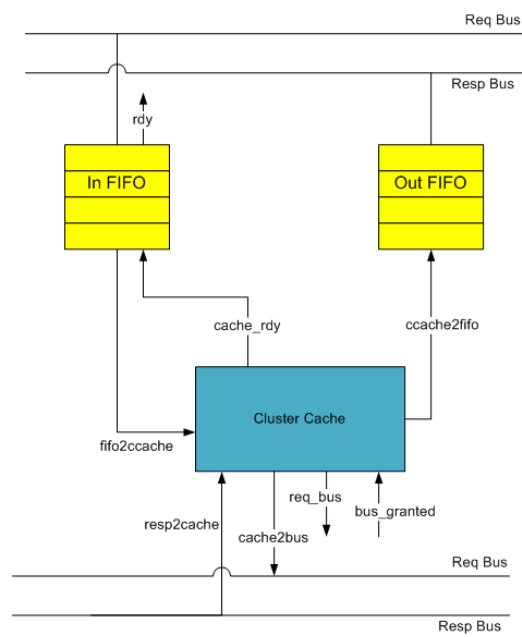 Req Bus
Resp Bus
rdy
In FIFO
Out FIFO
cache_rdy
ccache2fifo
Cluster Cache
fifo2ccache
req_bus
bus_granted
resp2cache
cache2bus
Req Bus
Resp Bus